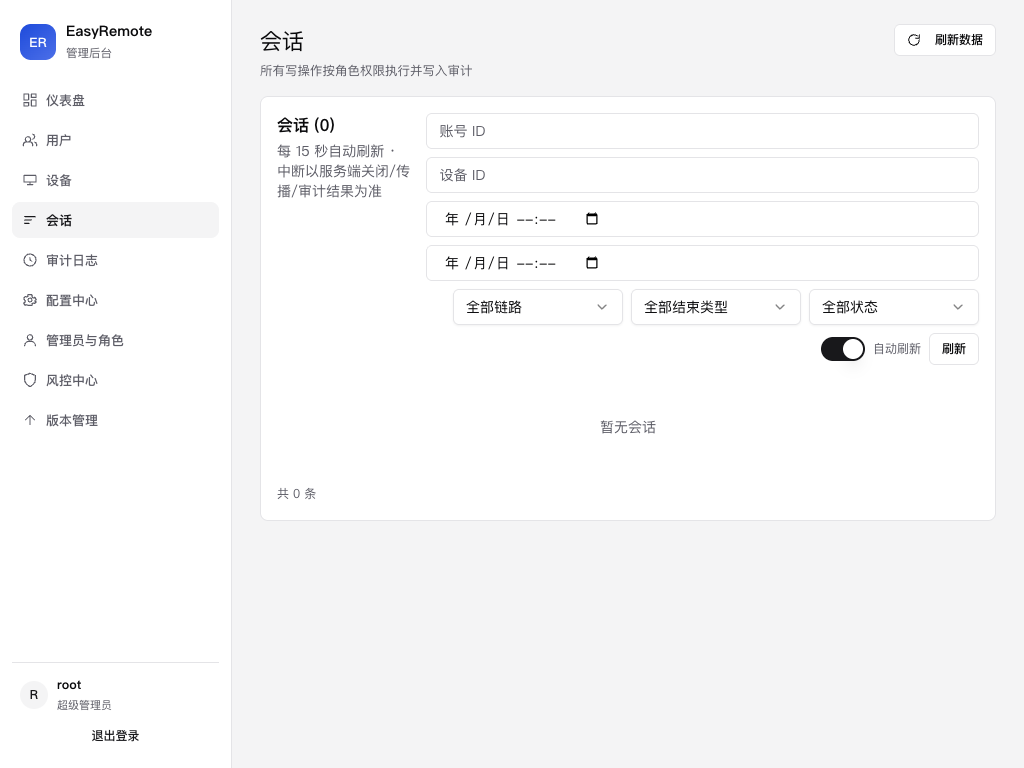 ER
EasyRemote
管理后台
仪表盘
用户
设备
会话
审计日志
配置中心
管理员与角色
风控中心
版本管理
R
root
超级管理员
退出登录
会话
所有写操作按角色权限执行并写入审计
刷新数据
会话 (0)
每 15 秒自动刷新 ·
中断以服务端关闭/传
播/审计结果为准
账号 ID
设备 ID
年 /月/日 --:--
年 /月/日 --:--
全部链路
全部结束类型
全部状态
自动刷新
刷新
暂无会话
共 0 条